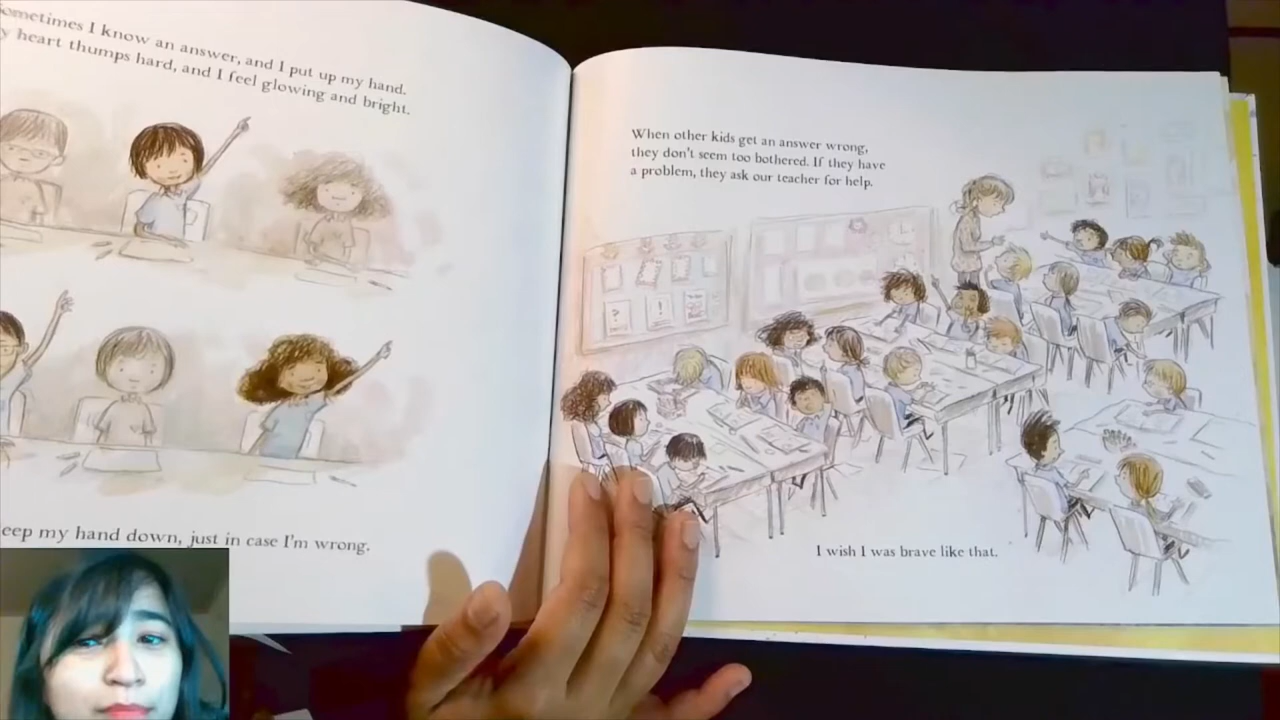 ometimes I know an answer, and I put up my hand.
y heart thumps hard, and I feel glowing and bright.
eep my hand down, just in case I'm wrong.
When other kids get an answer wrong,
they don't seem too bothered. If they have
a problem, they ask our teacher for help.
?
!
I wish I was brave like that.